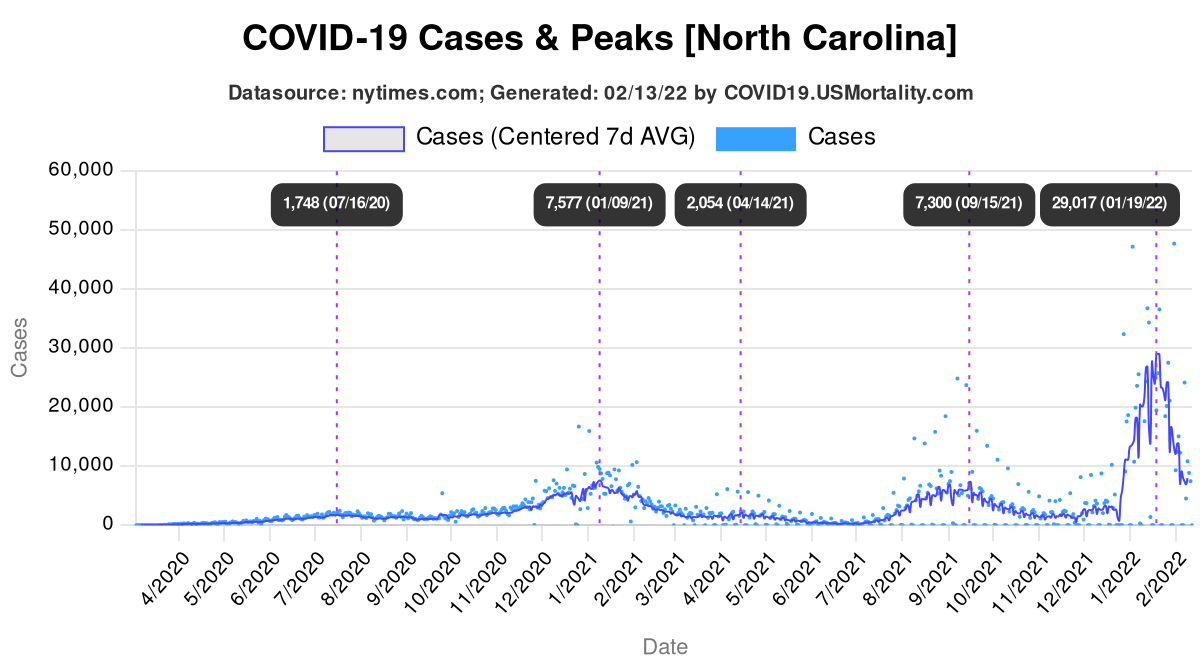 COVID-19 Cases & Peaks [North Carolina]
Datasource: nytimes.com; Generated: 02/13/22 by COVID19.USMortality.com
Cases (Centered 7d AVG) Cases
60,000
1,748 (07/16/20) 7,577 (01/09/21) 2,054 (04/14/21) 7,300 (09/15/21) 29,017 (01/19/22)
50,000
40,000
30,000
20,000
10,000
0
Cases
4/2020 5/2020 6/2020 7/2020 8/2020 9/2020 10/2020 11/2020 12/2020 1/2021 2/2021 3/2021 4/2021 5/2021 6/2021 7/2021 8/2021 9/2021 10/2021 11/2021 12/2021 1/2022 2/2022
Date